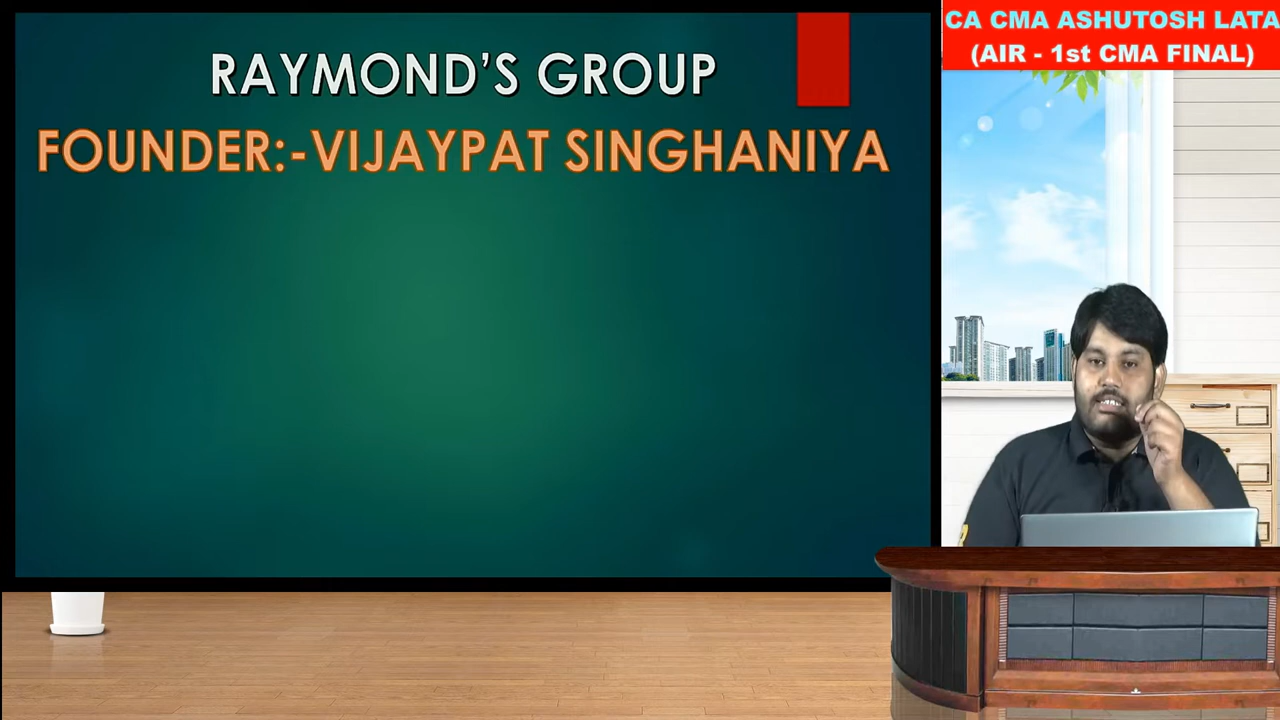 RAYMOND'S GROUP
FOUNDER:-VIJAYPAT SINGHANIYA
CA CMA ASHUTOSH LATA
(AIR - 1st CMA FINAL)